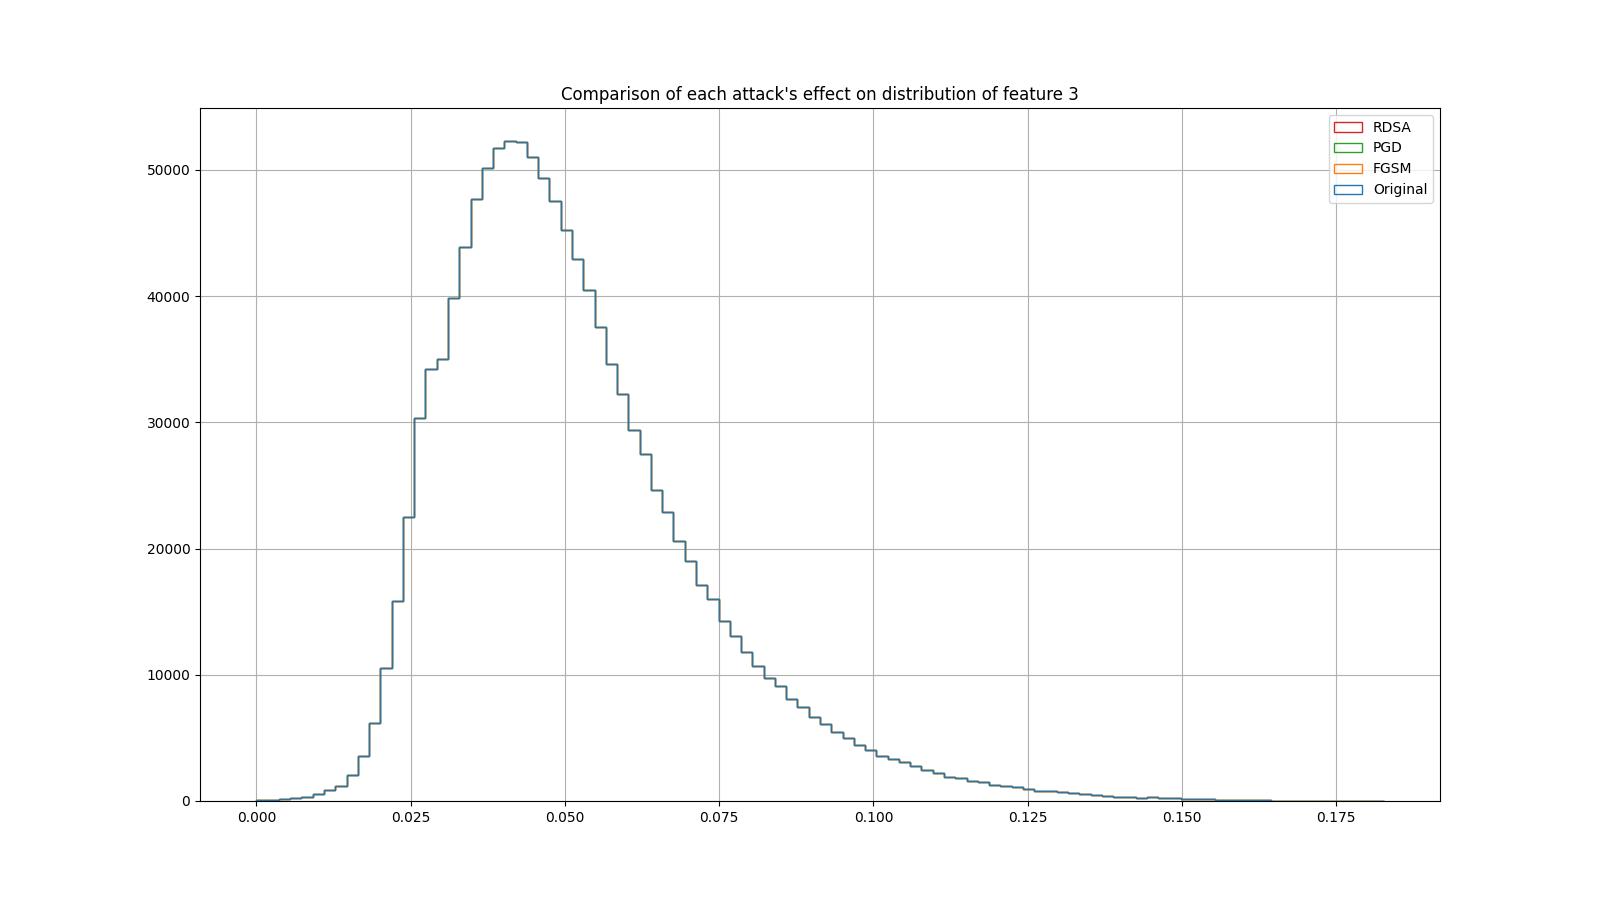 Comparison of each attack's effect on distribution of feature 3
RDSA
PGD
FGSM
Original
50000
40000
30000
20000
10000
0
0.000 0.025 0.050 0.075 0.100 0.125 0.150 0.175